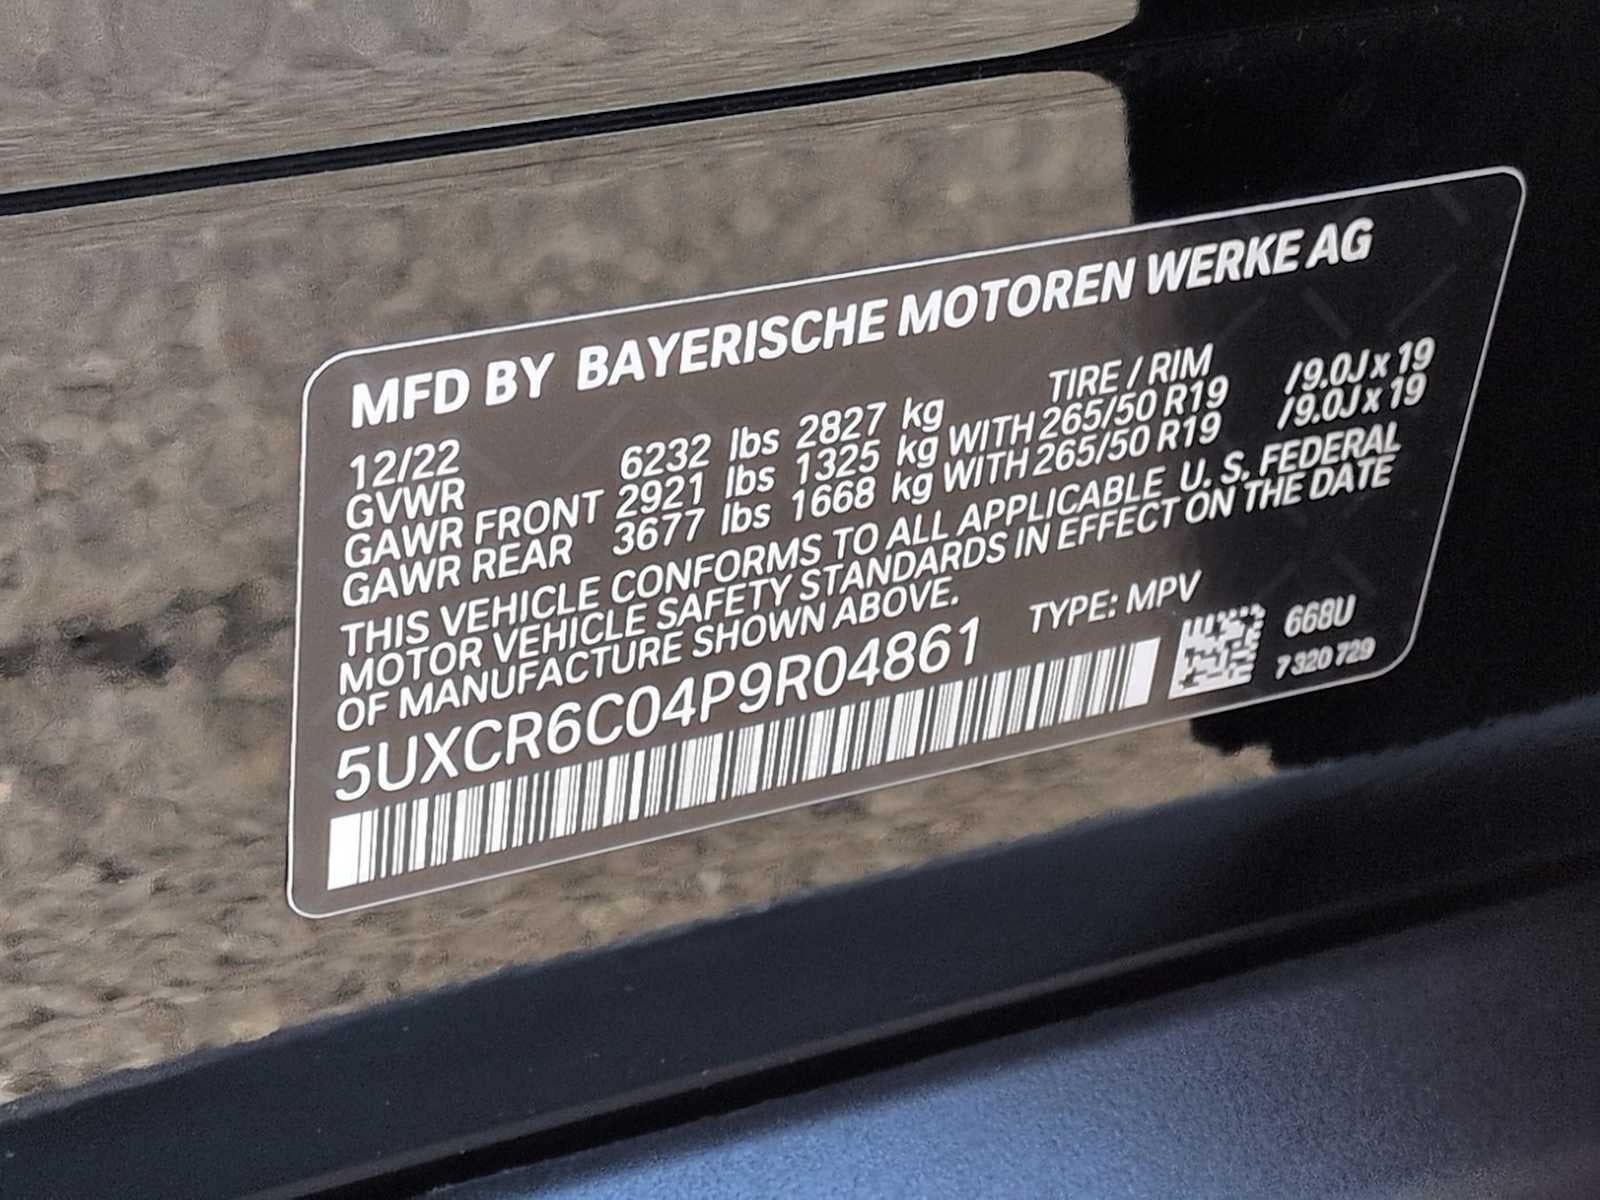 MFD BY BAYERISCHE MOTOREN WERKE AG
12/22 TIRE / RIM
GVWR 6232 lbs 2827 kg
GAWR FRONT 2921 lbs 1325 kg WITH 265/50 R19 /9.0J x 19
GAWR REAR 3677 lbs 1668 kg WITH 265/50 R19 /9.0J x 19
THIS VEHICLE CONFORMS TO ALL APPLICABLE U. S. FEDERAL
MOTOR VEHICLE SAFETY STANDARDS IN EFFECT ON THE DATE
OF MANUFACTURE SHOWN ABOVE.
5UXCR6C04P9R04861 TYPE: MPV
668U
7 320 729